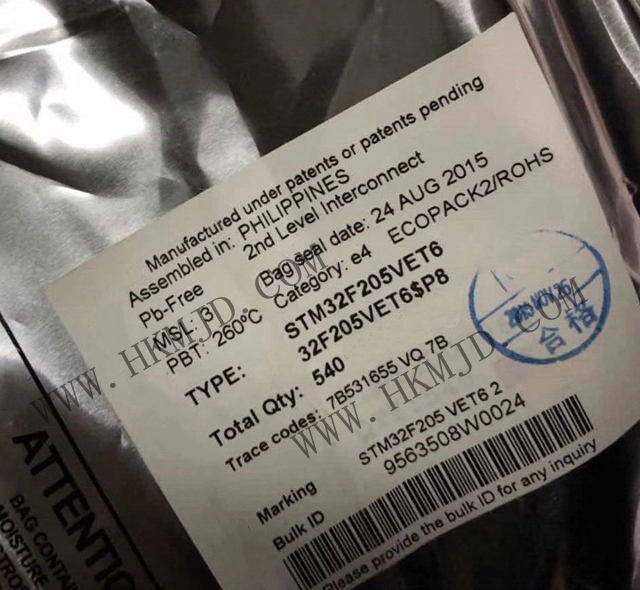 Manufactured under patents or patents pending
Assembled in: PHILIPPINES
Pb-Free 2nd Level Interconnect
MSL: 3 Bag seal date: 24 AUG 2015
PBT: 260°C Category: e4 ECOPACK2/ROHS
TYPE: STM32F205VET6
32F205VET6$P8
Total Qty: 540
Trace codes: 7B531655 VQ 7B
Marking STM32F205 VET6 2
Bulk ID 9563508W0024
Please provide the bulk ID for any inquiry
合格
WWW.HKMJD.COM
WWW.HKMJD.COM
ATTENTIO
BAG CONTA
MOISTURE